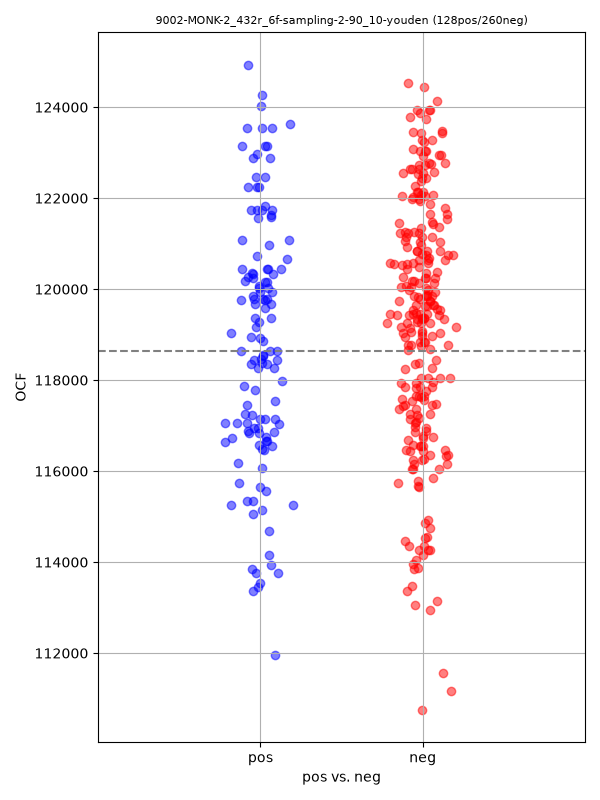 9002-MONK-2_432r_6f-sampling-2-90_10-youden (128pos/260neg)
124000
122000
120000
118000
116000
114000
112000
OCF
pos neg
pos vs. neg